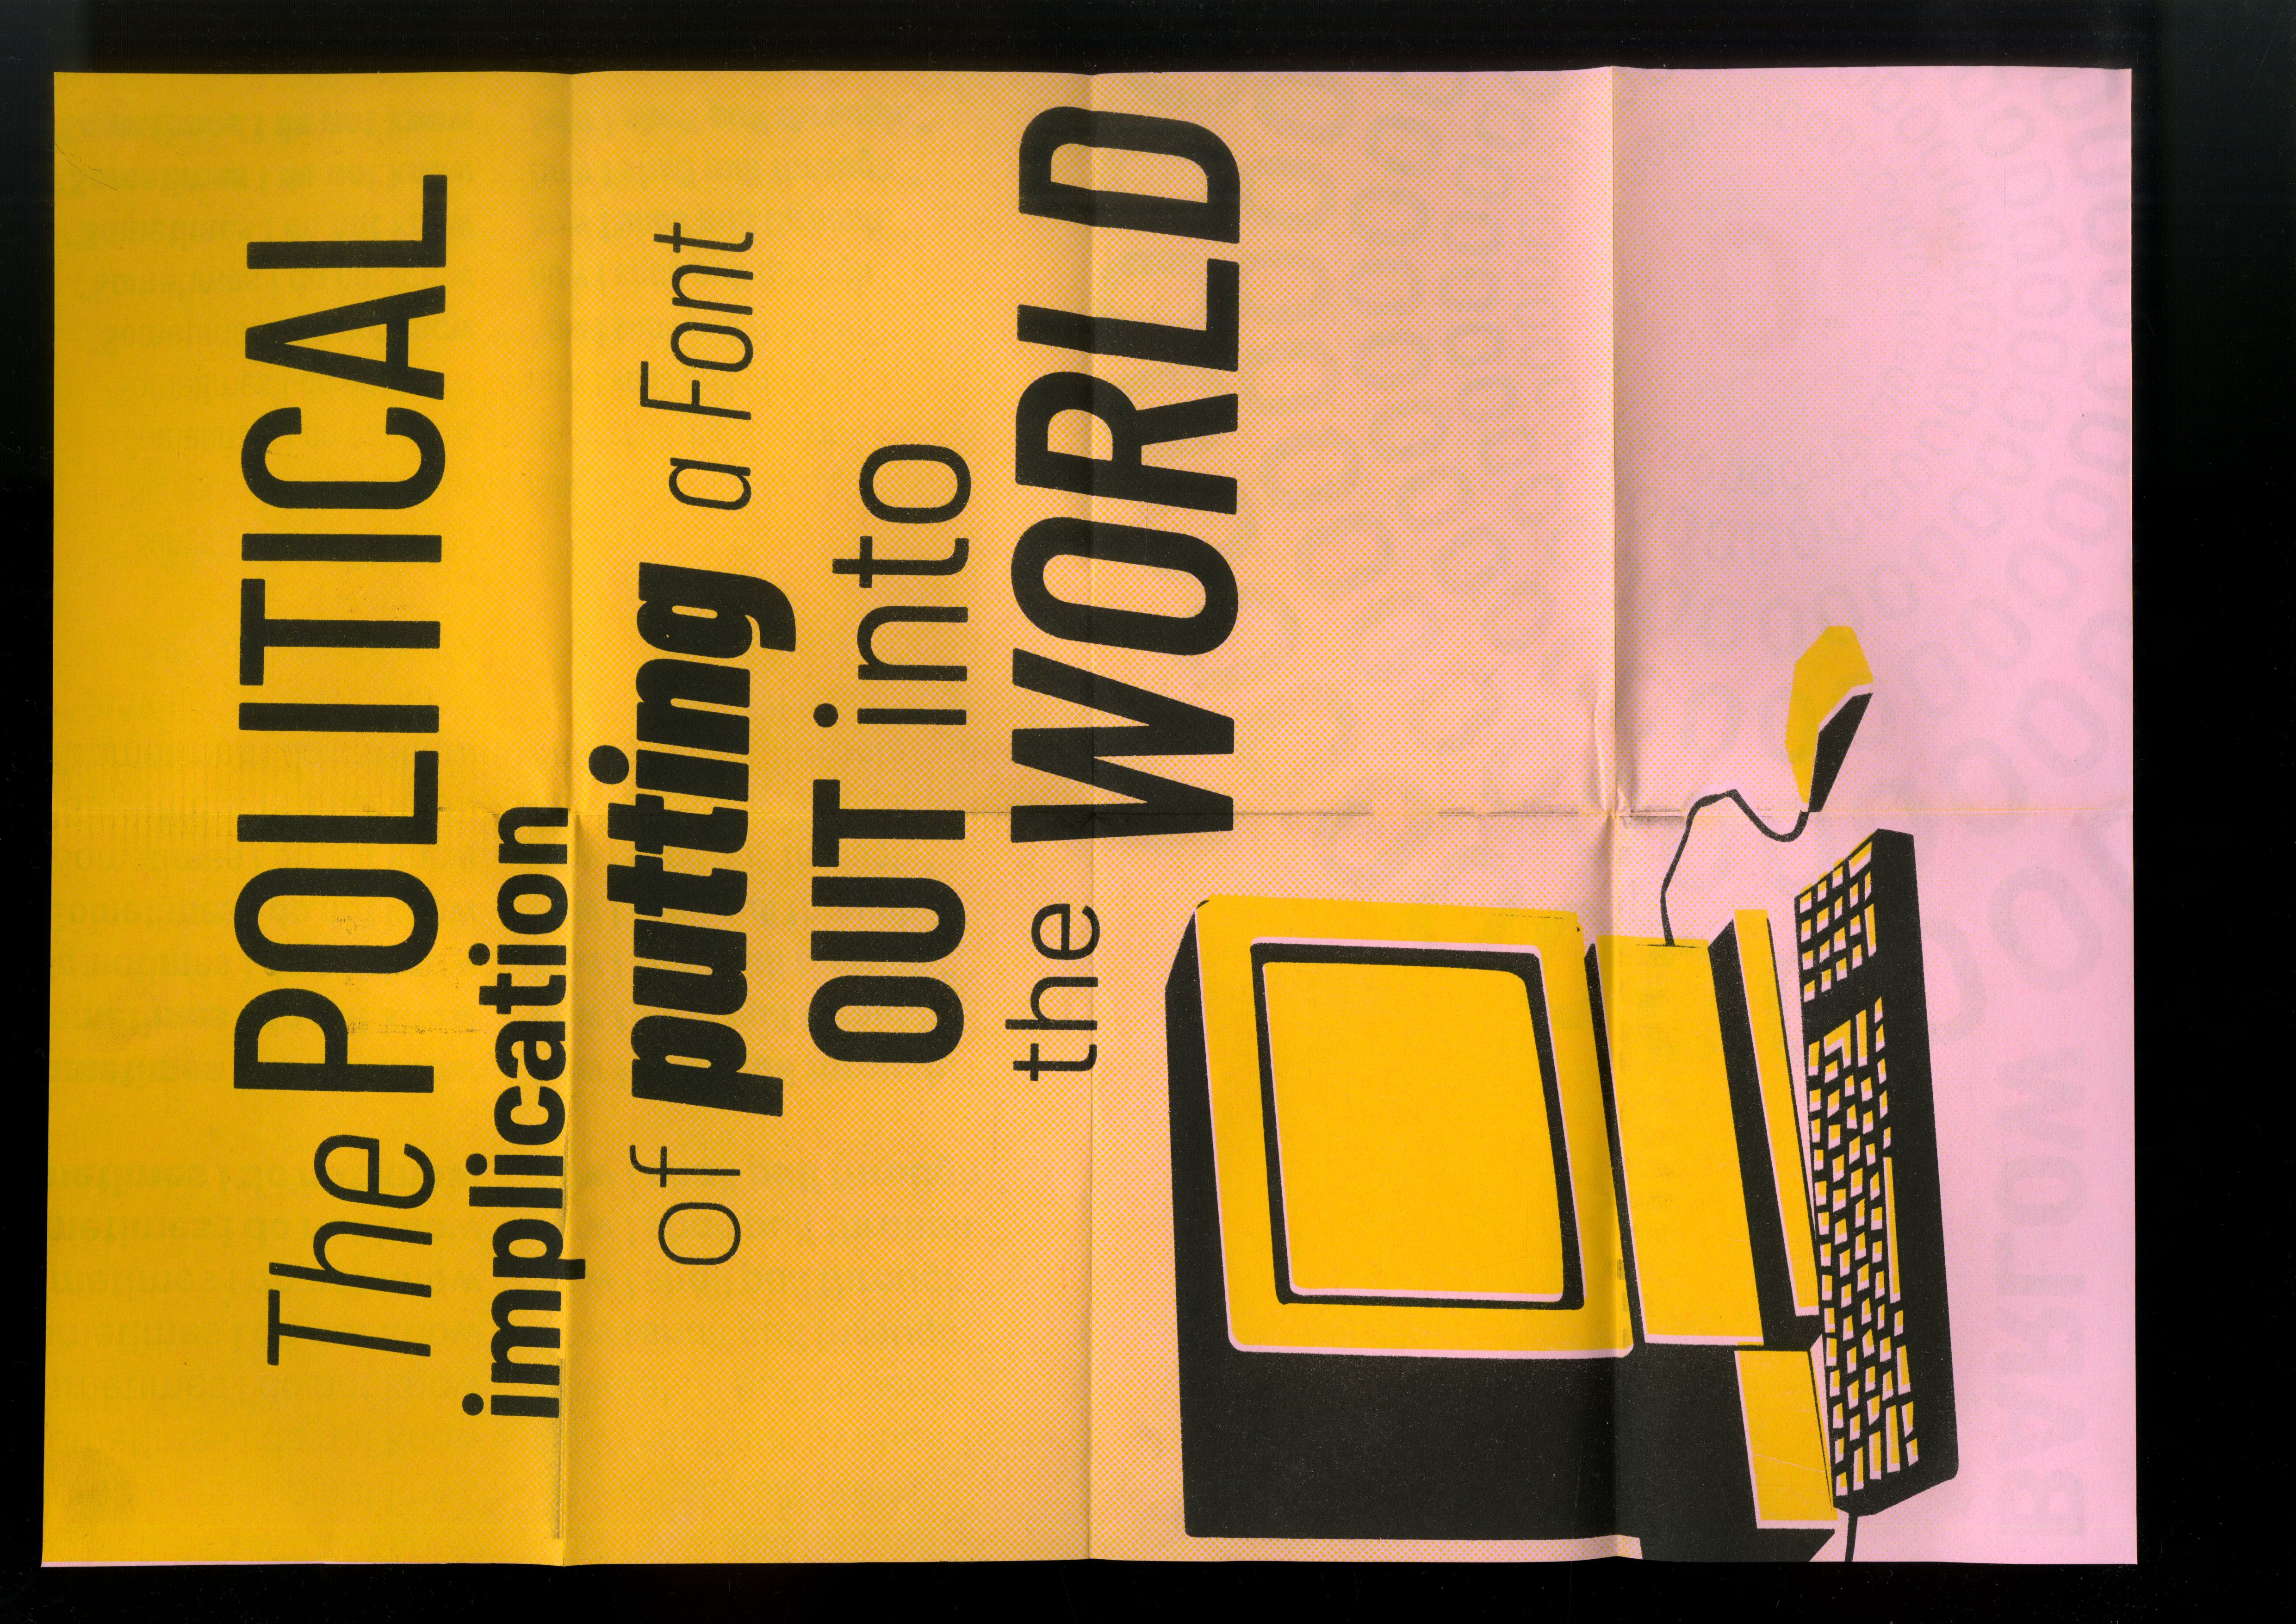 The POLITICAL
implication
of putting a Font
OUT into
the WORLD